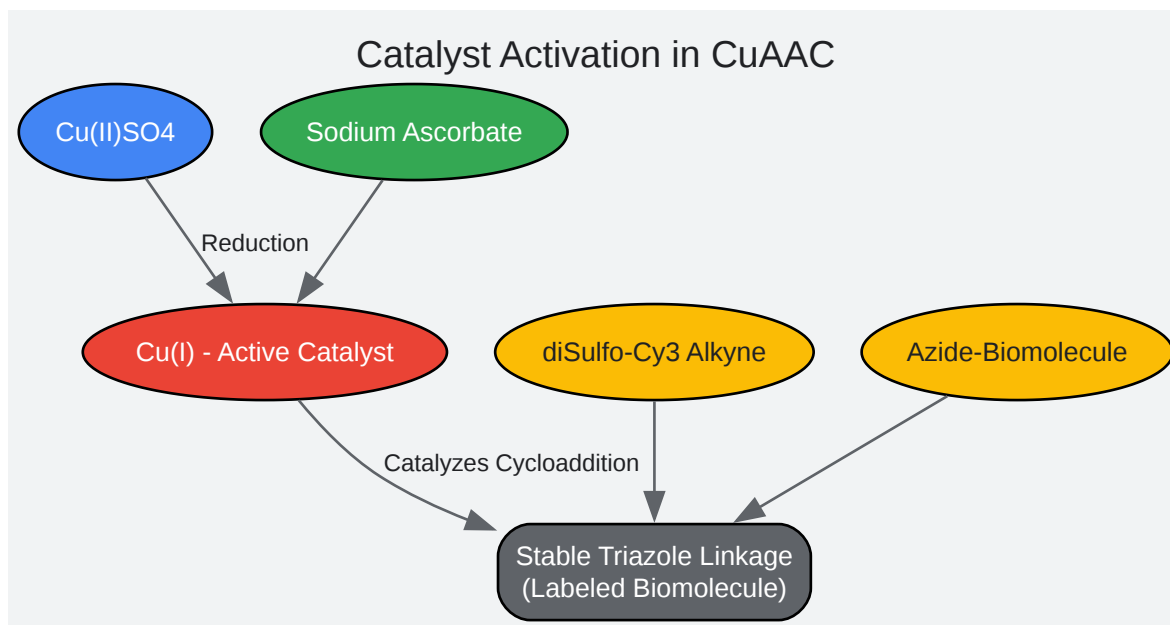 Catalyst Activation in CuAAC
Cu(II)SO4
Sodium Ascorbate
Reduction
Cu(I) - Active Catalyst
diSulfo-Cy3 Alkyne
Azide-Biomolecule
Catalyzes Cycloaddition
Stable Triazole Linkage
(Labeled Biomolecule)